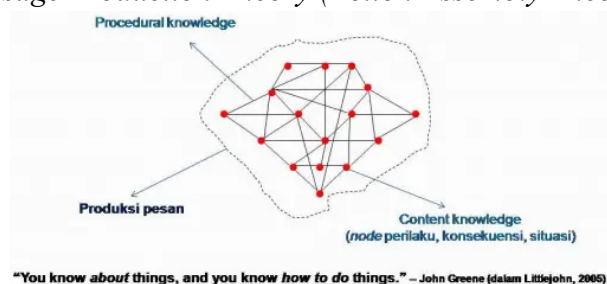 Procedural knowledge
Produksi pesan
Content knowledge
(node perilaku, konsekuensi, situasi)
“You know about things, and you know how to do things.” – John Greene (dalam Littlejohn, 2005)